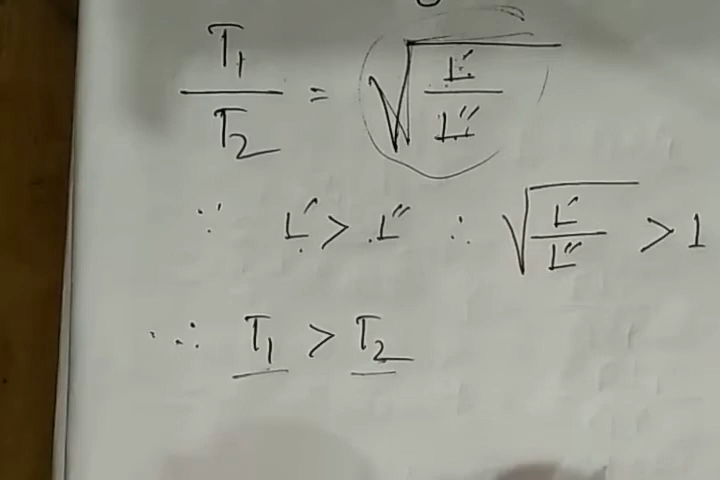 T₁/T₂ = √(L'/L'')
∵ L' > L'' ∴ √(L'/L'') > 1
∴ T₁ > T₂